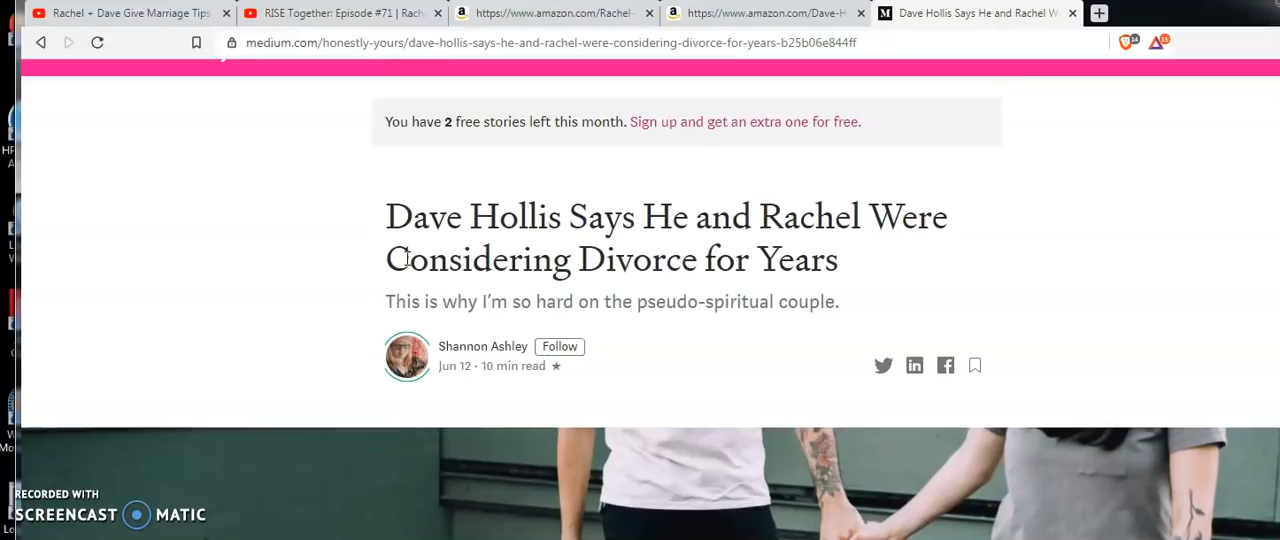 Rachel + Dave Give Marriage Tips
RISE Together: Episode #71 | Rach
https://www.amazon.com/Rachel-
https://www.amazon.com/Dave-H
Dave Hollis Says He and Rachel W
medium.com/honestly-yours/dave-hollis-says-he-and-rachel-were-considering-divorce-for-years-b25b06e844ff
You have 2 free stories left this month. Sign up and get an extra one for free.
Dave Hollis Says He and Rachel Were
Considering Divorce for Years
This is why I'm so hard on the pseudo-spiritual couple.
Shannon Ashley Follow
Jun 12 · 10 min read ★
RECORDED WITH
SCREENCAST MATIC